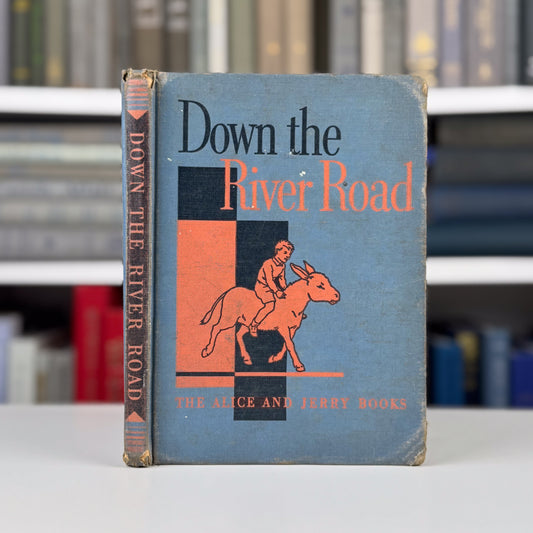 DOWN THE RIVER ROAD
Down the
River Road
THE ALICE AND JERRY BOOKS